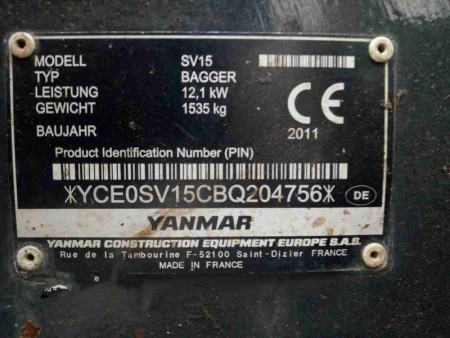 MODELL SV15
TYP BAGGER
LEISTUNG 12,1 kW
GEWICHT 1535 kg
CE
BAUJAHR 2011
Product Identification Number (PIN)
*YCE0SV15CBQ204756* DE
YANMAR
YANMAR CONSTRUCTION EQUIPMENT EUROPE S.A.S.
Rue de la Tambourine F-52100 Saint-Dizier FRANCE
MADE IN FRANCE
e